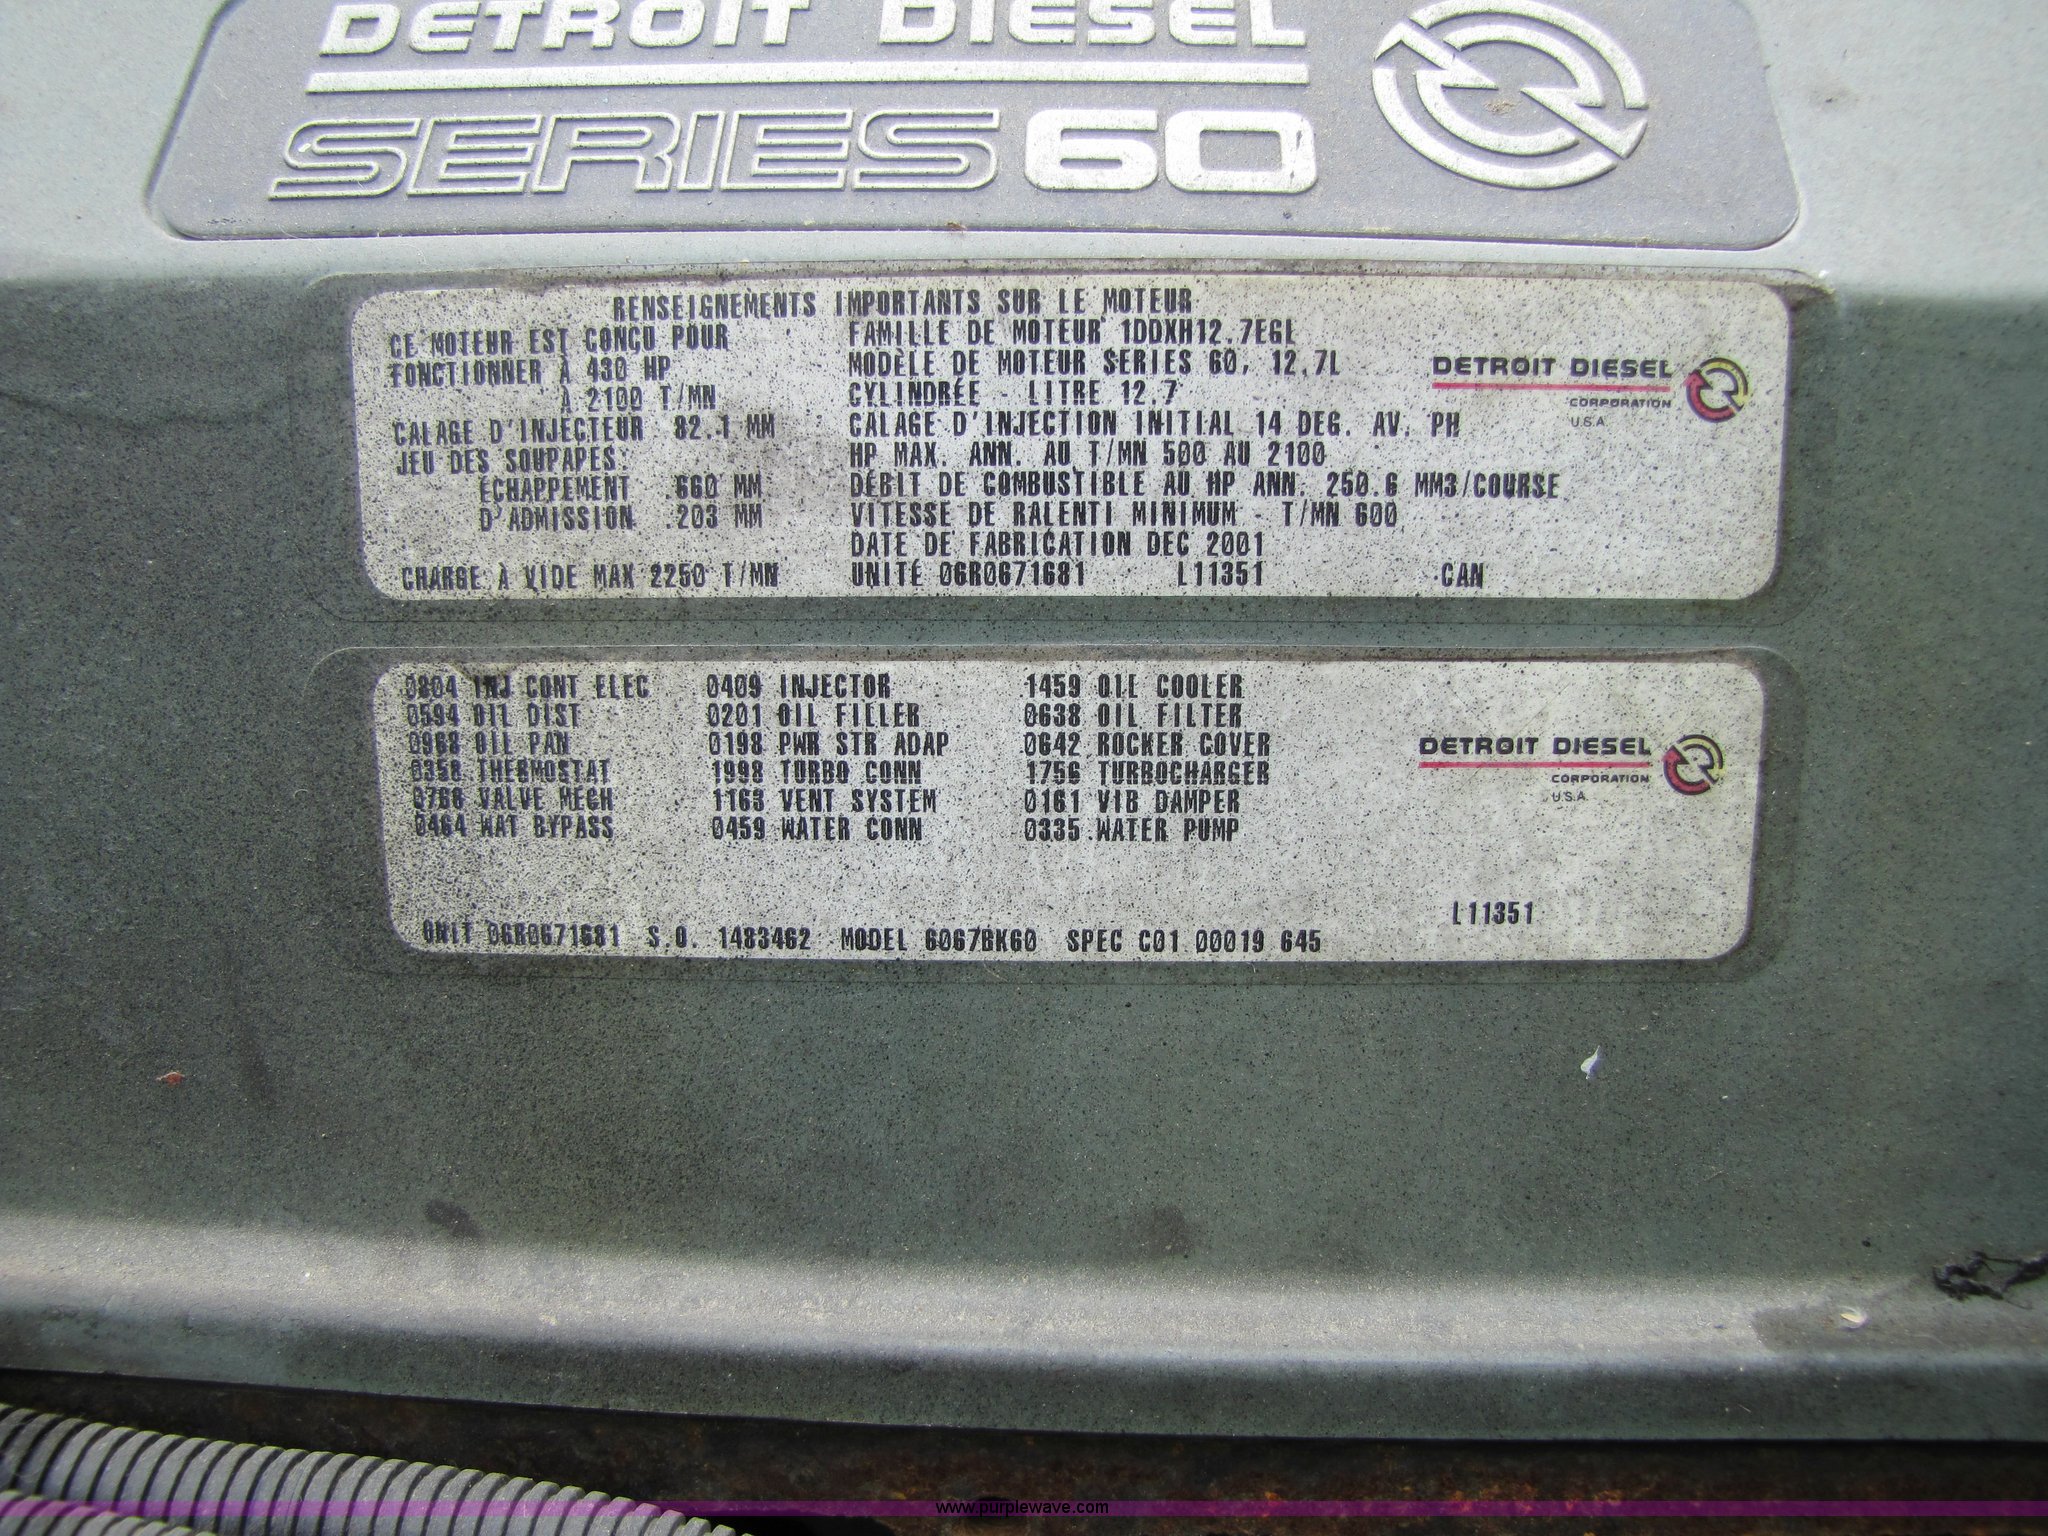 DETROIT DIESEL
SERIES 60
RENSEIGNEMENTS IMPORTANTS SUR LE MOTEUR
CE MOTEUR EST CONÇU POUR
FONCTIONNER À 430 HP
À 2100 T/MN
CALAGE D'INJECTEUR 82.1 MM
JEU DES SOUPAPES:
ÉCHAPPEMENT .660 MM
D'ADMISSION .203 MM
CHARGE À VIDE MAX 2250 T/MN
FAMILLE DE MOTEUR 1DDXH12.7EGL
MODÈLE DE MOTEUR SERIES 60, 12.7L
CYLINDRÉE - LITRE 12.7
CALAGE D'INJECTION INITIAL 14 DEG. AV. PH
HP MAX. ANN. AU T/MN 500 AU 2100
DÉBIT DE COMBUSTIBLE AU HP ANN. 250.6 MM3/COURSE
VITESSE DE RALENTI MINIMUM - T/MN 600
DATE DE FABRICATION DEC 2001
UNITÉ 06R0671681 L11351 CAN
DETROIT DIESEL
CORPORATION
U.S.A.
0804 INJ CONT ELEC 0409 INJECTOR 1459 OIL COOLER
0594 OIL DIST 0201 OIL FILLER 0638 OIL FILTER
0968 OIL PAN 0198 PWR STR ADAP 0642 ROCKER COVER
0358 THERMOSTAT 1998 TURBO CONN 1756 TURBOCHARGER
0768 VALVE MECH 1163 VENT SYSTEM 0161 VIB DAMPER
0464 WAT BYPASS 0459 WATER CONN 0335 WATER PUMP
DETROIT DIESEL
CORPORATION
U.S.A.
L11351
UNIT 06R0671681 S.O. 1483462 MODEL 6067BK60 SPEC C01 00019 645
www.purplewave.com